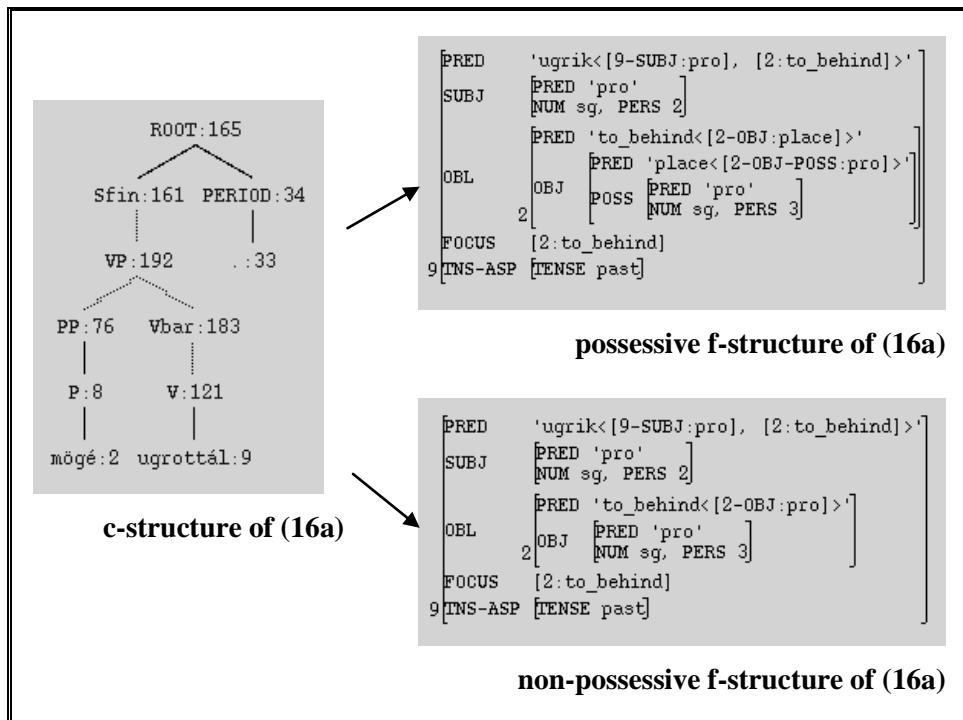 ROOT:165
Sfin:161 PERIOD:34
VP:192 .:33
PP:76 Vbar:183
P:8 V:121
mögé:2 ugrottál:9
c-structure of (16a)
PRED 'ugrik<[9-SUBJ:pro], [2:to_behind]>'
SUBJ PRED 'pro'
NUM sg, PERS 2
PRED 'to_behind<[2-OBJ:place]>'
PRED 'place<[2-OBJ-POSS:pro]>'
OBL OBJ POSS PRED 'pro'
2 NUM sg, PERS 3
FOCUS [2:to_behind]
9 TNS-ASP TENSE past
possessive f-structure of (16a)
PRED 'ugrik<[9-SUBJ:pro], [2:to_behind]>'
SUBJ PRED 'pro'
NUM sg, PERS 2
PRED 'to_behind<[2-OBJ:pro]>'
OBL OBJ PRED 'pro'
2 NUM sg, PERS 3
FOCUS [2:to_behind]
9 TNS-ASP TENSE past
non-possessive f-structure of (16a)